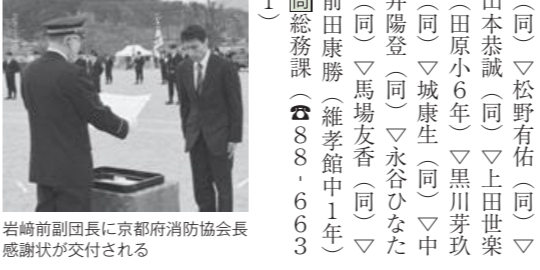 （同）▽松野有佑（同）▽
山本恭誠（同）▽上田世楽
（田原小６年）▽黒川芽玖
（同）▽城康生（同）▽中
井陽登（同）▽永谷ひなた
（同）▽馬場友香（同）▽
前田康勝（維孝館中１年）
問総務課（☎８８-６６３
１）
岩﨑前副団長に京都府消防協会長
感謝状が交付される